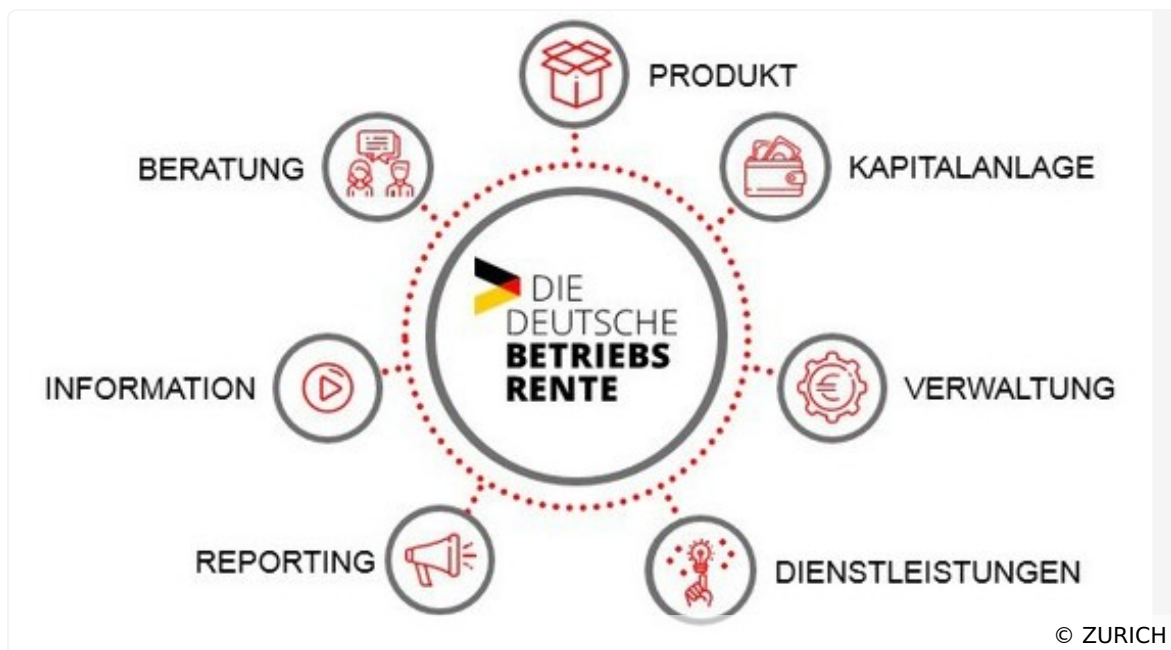 PRODUKT
BERATUNG
KAPITALANLAGE
DIE
DEUTSCHE
BETRIEBS
RENTE
INFORMATION
VERWALTUNG
REPORTING
DIENSTLEISTUNGEN
© ZURICH